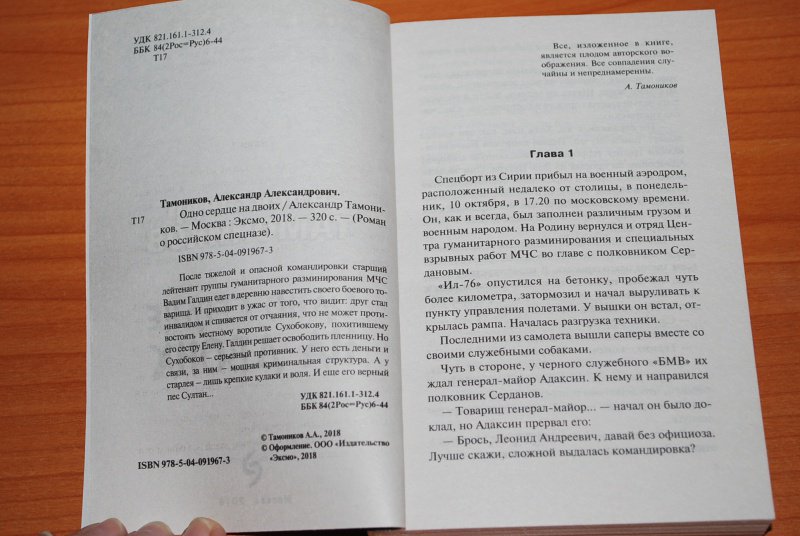 УДК 821.161.1-312.4
ББК 84(2Рос=Рус)6-44
Т17
Тамоников, Александр Александрович.
Т17 Одно сердце на двоих / Александр Тамони-
ков. — Москва : Эксмо, 2018. — 320 с. — (Роман
о российском спецназе).
ISBN 978-5-04-091967-3
После тяжелой и опасной командировки старший
лейтенант группы гуманитарного разминирования МЧС
Вадим Галдин едет в деревню навестить своего боевого то-
варища. И приходит в ужас от того, что видит: друг стал
инвалидом и спивается от отчаяния, что не может проти-
востоять местному воротиле Сухобокову, похитившему
его сестру Елену. Галдин решает освободить пленницу. Но
Сухобоков – серьезный противник. У него есть деньги и
связи, за ним – мощная криминальная структура. А у
старлея – лишь крепкие кулаки и воля. И еще его верный
пес Султан...
УДК 821.161.1-312.4
ББК 84(2Рос=Рус)6-44
© Тамоников А.А., 2018
© Оформление. ООО «Издательство
«Эксмо», 2018
ISBN 978-5-04-091967-3
Все, изложенное в книге,
является плодом авторского во-
ображения. Все совпадения слу-
чайны и непреднамеренны.
А. Тамоников
Глава 1
Спецборт из Сирии прибыл на военный аэродром,
расположенный недалеко от столицы, в понедель-
ник, 10 октября, в 17.20 по московскому времени.
Он, как и всегда, был заполнен различным грузом и
военным народом. На Родину вернулся и отряд Цен-
тра гуманитарного разминирования и специальных
взрывных работ МЧС во главе с полковником Сер-
дановым.
«Ил-76» опустился на бетонку, пробежал чуть
более километра, затормозил и начал выруливать к
пункту управления полетами. У вышки он встал, от-
крылась рампа. Началась разгрузка техники.
Последними из самолета вышли саперы вместе со
своими служебными собаками.
Чуть в стороне, у черного служебного «БМВ» их
ждал генерал-майор Адаксин. К нему и направился
полковник Серданов.
— Товарищ генерал-майор... — начал он было до-
клад, но Адаксин прервал его:
— Брось, Леонид Андреевич, давай без официоза.
Лучше скажи, сложной выдалась командировка?